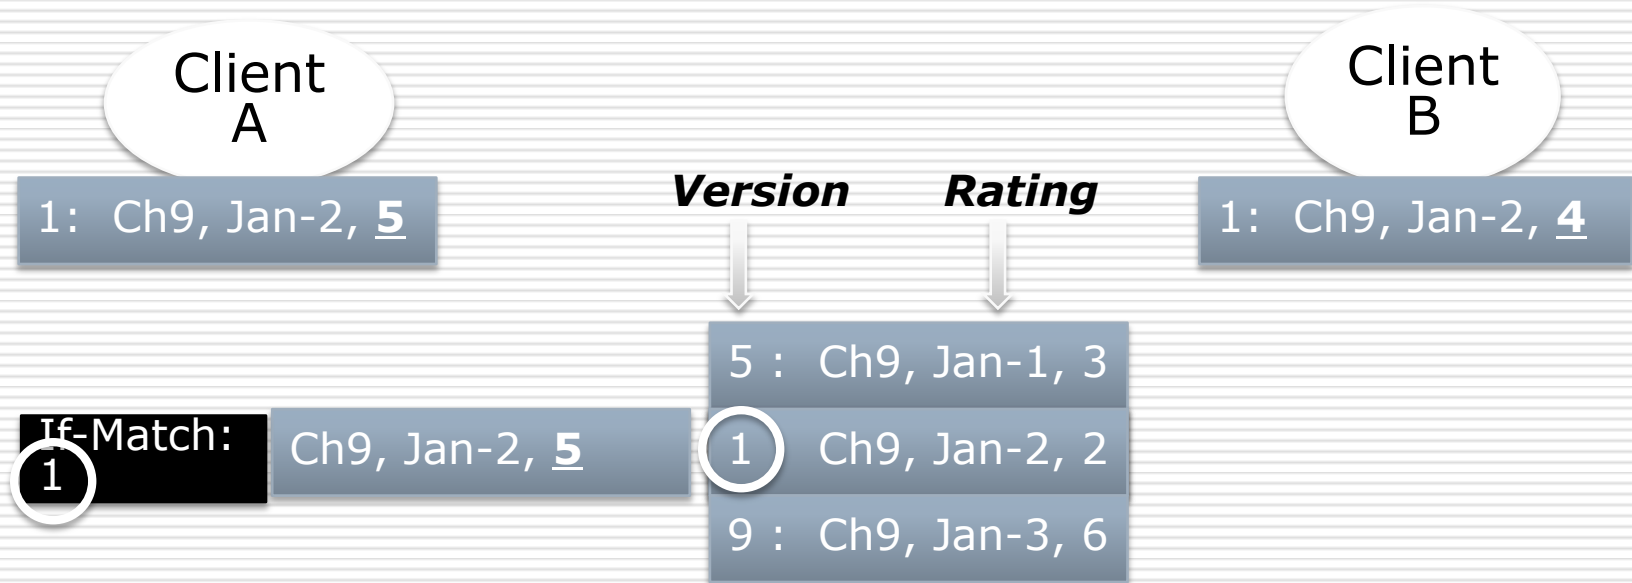 Client
A
Client
B
1: Ch9, Jan-2, 5
Version
Rating
1: Ch9, Jan-2, 4
5 : Ch9, Jan-1, 3
If-Match:
1
Ch9, Jan-2, 5
1 Ch9, Jan-2, 2
9 : Ch9, Jan-3, 6